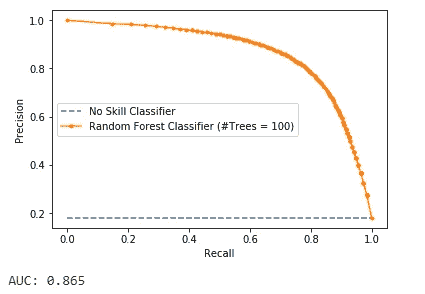 1.0
0.8
0.6
0.4
0.2
Precision
No Skill Classifier
Random Forest Classifier (#Trees = 100)
0.0 0.2 0.4 0.6 0.8 1.0
Recall
AUC: 0.865